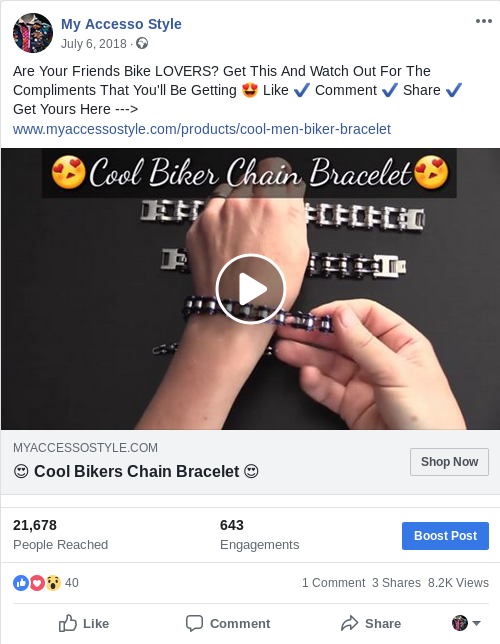 My Accesso Style
July 6, 2018 ·
Are Your Friends Bike LOVERS? Get This And Watch Out For The
Compliments That You'll Be Getting 😍 Like ✔ Comment ✔ Share ✔
Get Yours Here --->
www.myaccessostyle.com/products/cool-men-biker-bracelet
😍Cool Biker Chain Bracelet😍
MYACCESSOSTYLE.COM
😍 Cool Bikers Chain Bracelet 😍
Shop Now
21,678 643
People Reached Engagements
Boost Post
40 1 Comment 3 Shares 8.2K Views
Like Comment Share